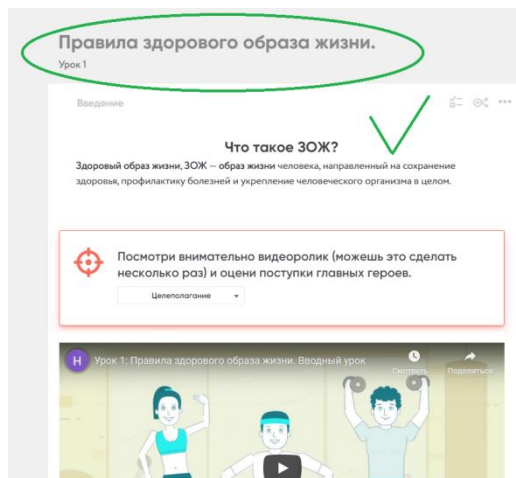 Правила здорового образа жизни.
Урок 1
Введение
Что такое ЗОЖ?
Здоровый образ жизни, ЗОЖ — образ жизни человека, направленный на сохранение
здоровья, профилактику болезней и укрепление человеческого организма в целом.
Посмотри внимательно видеоролик (можешь это сделать
несколько раз) и оцени поступки главных героев.
Целеполагание
Н Урок 1: Правила здорового образа жизни. Вводный урок
Смотреть Поделиться